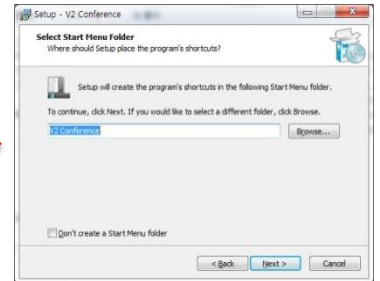 Setup - V2 Conference
Select Start Menu Folder
Where should Setup place the program's shortcuts?
Setup will create the program's shortcuts in the following Start Menu folder.
To continue, click Next. If you would like to select a different folder, click Browse.
V2 Conference
Browse...
Don't create a Start Menu folder
< Back
Next >
Cancel